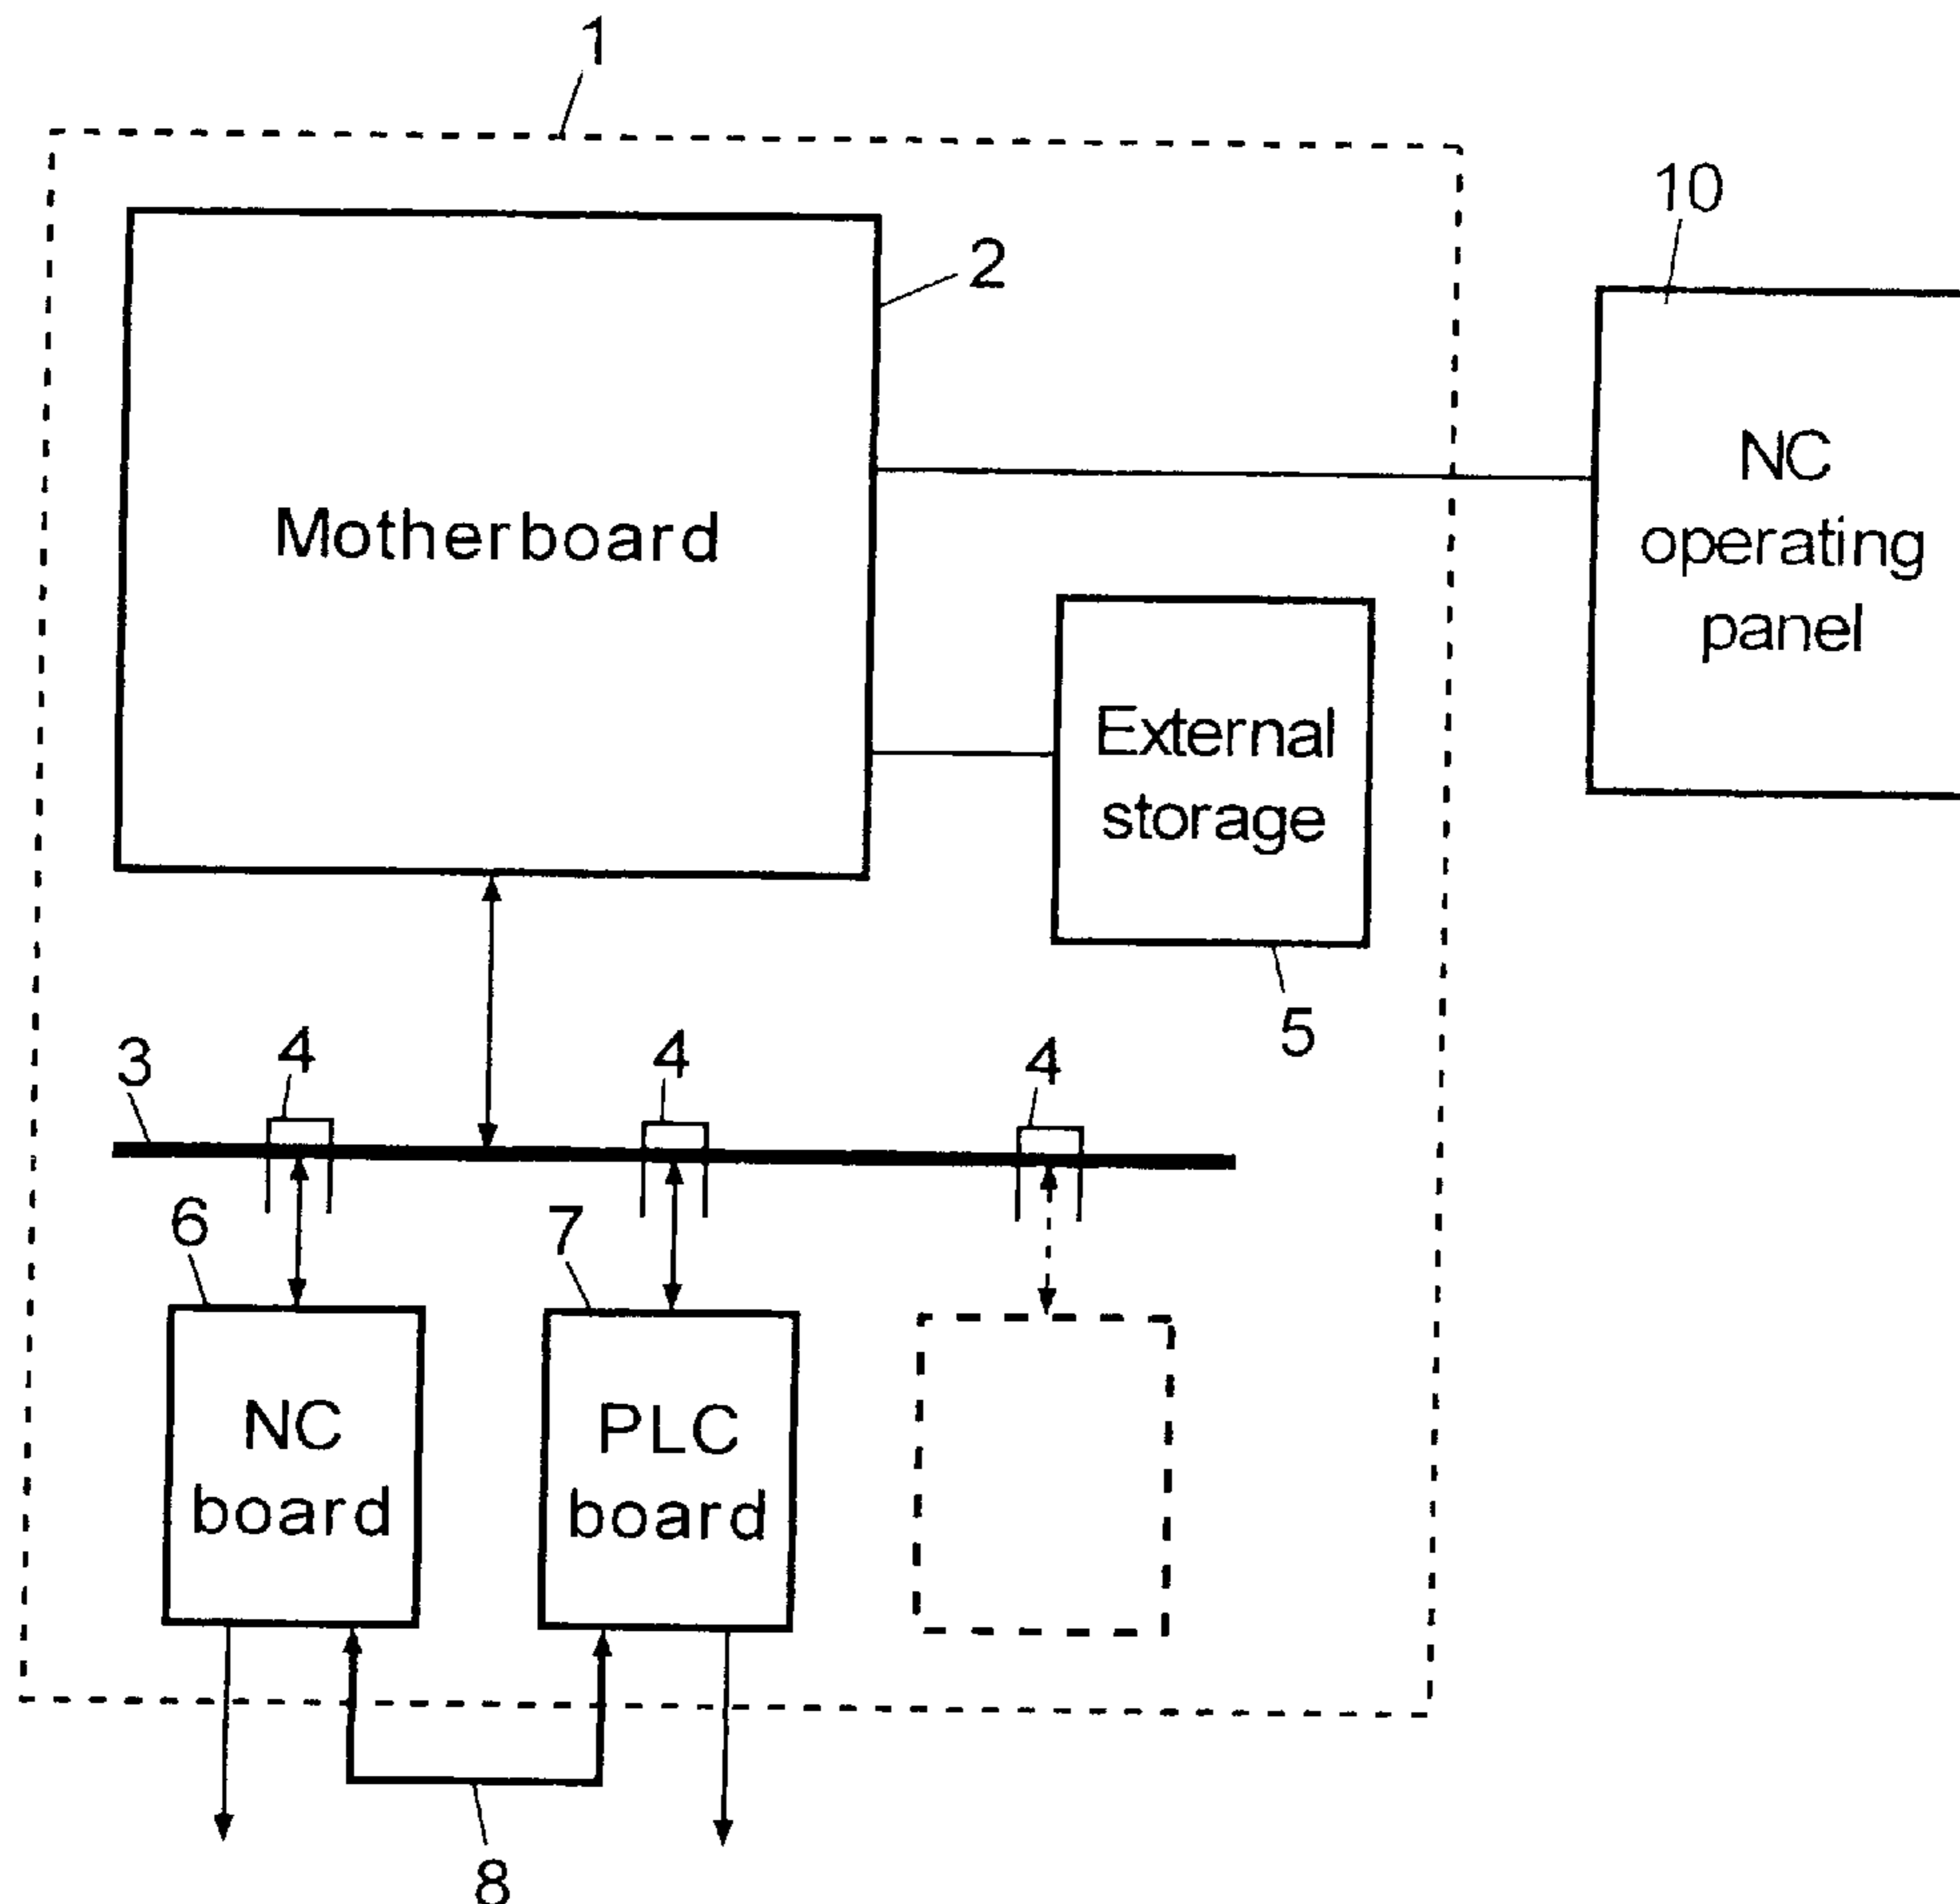 1
10
2
Motherboard
NC
operating
panel
External
storage
5
3
4
4
4
6
7
NC
board
PLC
board
8